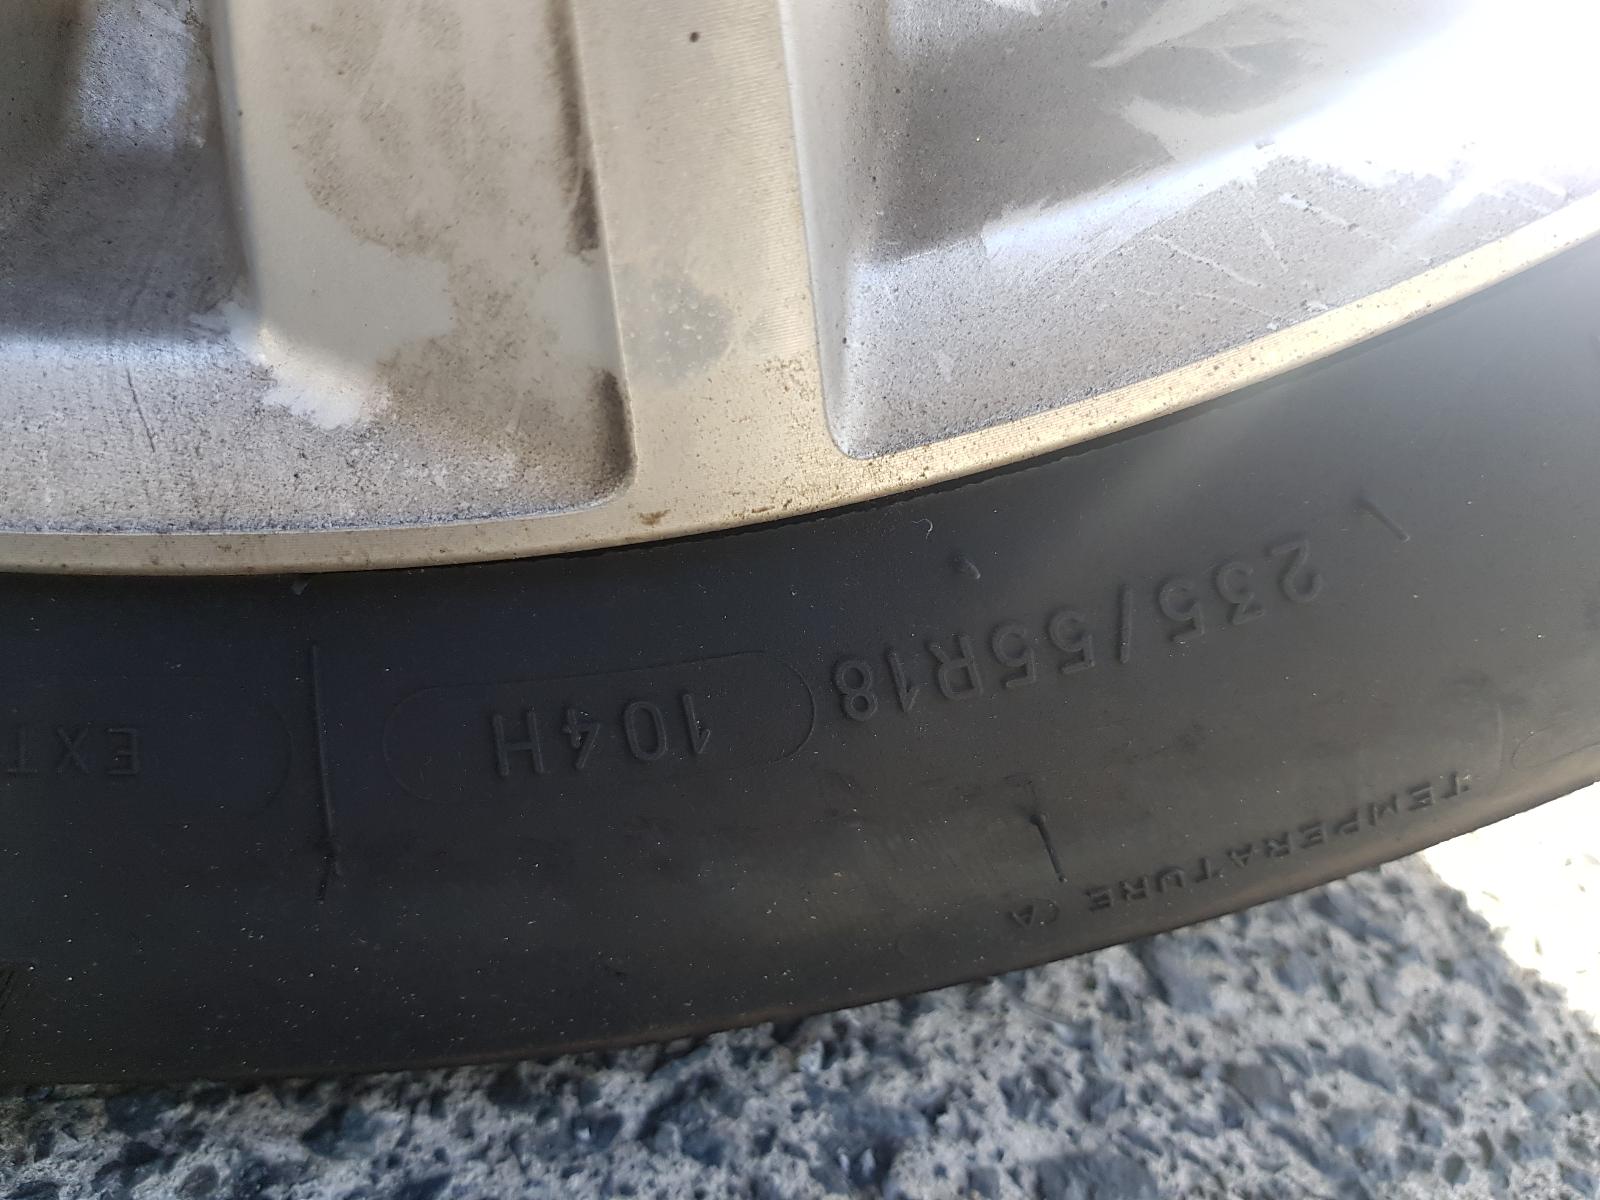 235/55R18 104H
TEMPERATURE A
EXT